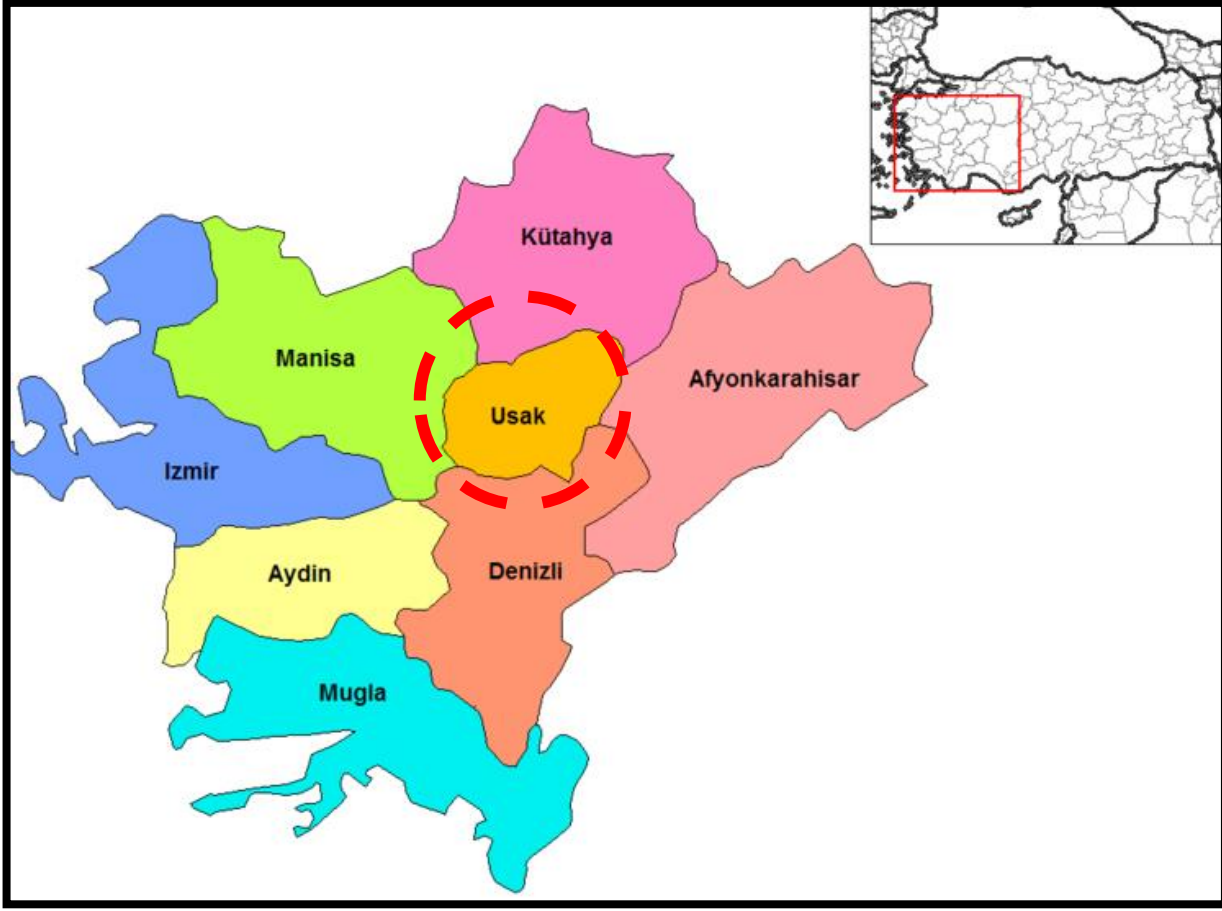 Kütahya
Manisa
Afyonkarahisar
Usak
Izmir
Aydin
Denizli
Mugla